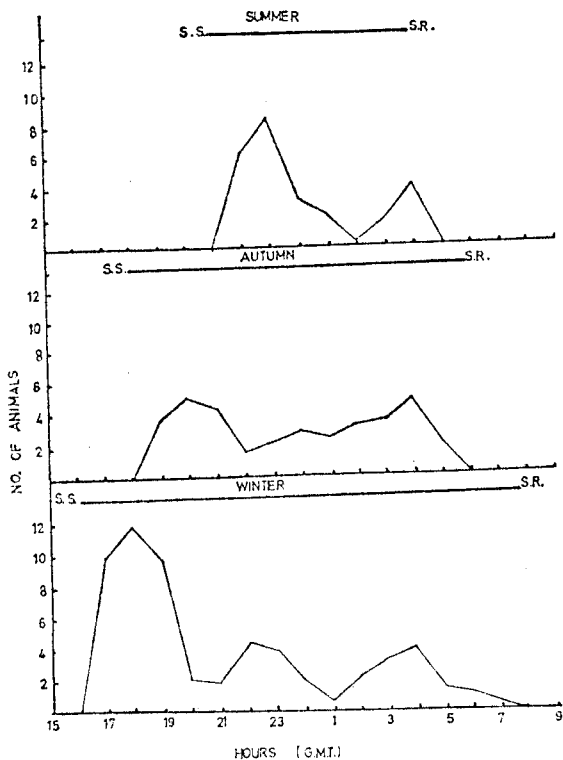 SUMMER
S.S. S.R.
12
10
8
6
4
2
AUTUMN
S.S. S.R.
12
10
8
6
4
2
NO. OF ANIMALS
WINTER
S.S. S.R.
12
10
8
6
4
2
15 17 19 21 23 1 3 5 7 9
HOURS (G.M.T.)